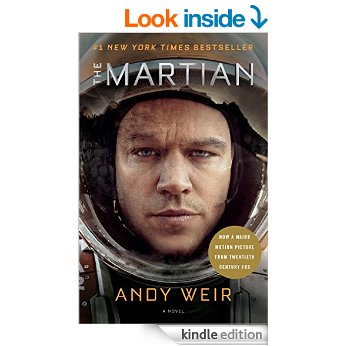 Look inside
#1 NEW YORK TIMES BESTSELLER
THE
MARTIAN
NOW A MAJOR
MOTION PICTURE
FROM TWENTIETH
CENTURY FOX
ANDY WEIR
A NOVEL
kindle edition